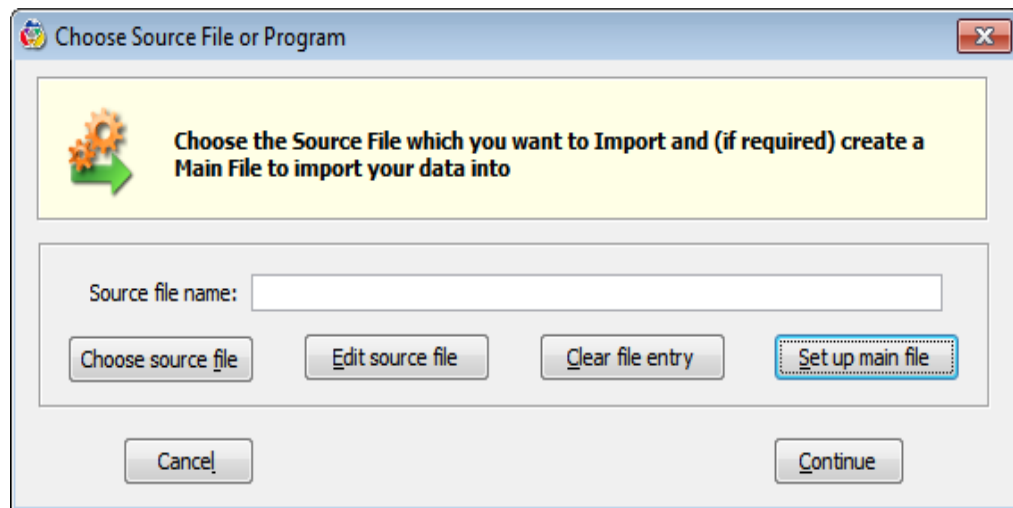 Choose Source File or Program
Choose the Source File which you want to Import and (if required) create a
Main File to import your data into
Source file name:
Choose source file
Edit source file
Clear file entry
Set up main file
Cancel
Continue